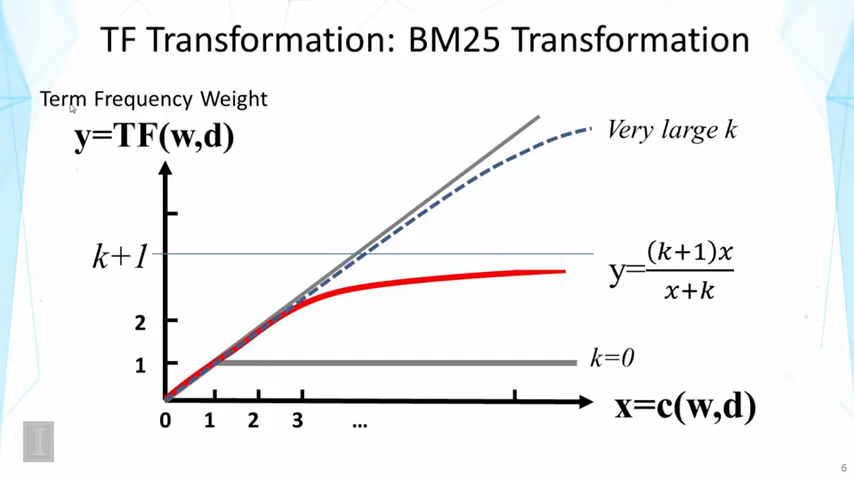 TF Transformation: BM25 Transformation
Term Frequency Weight
y=TF(w,d)
Very large k
k+1
y=(k+1)x/x+k
2
1
k=0
0 1 2 3 ...
x=c(w,d)
I
6